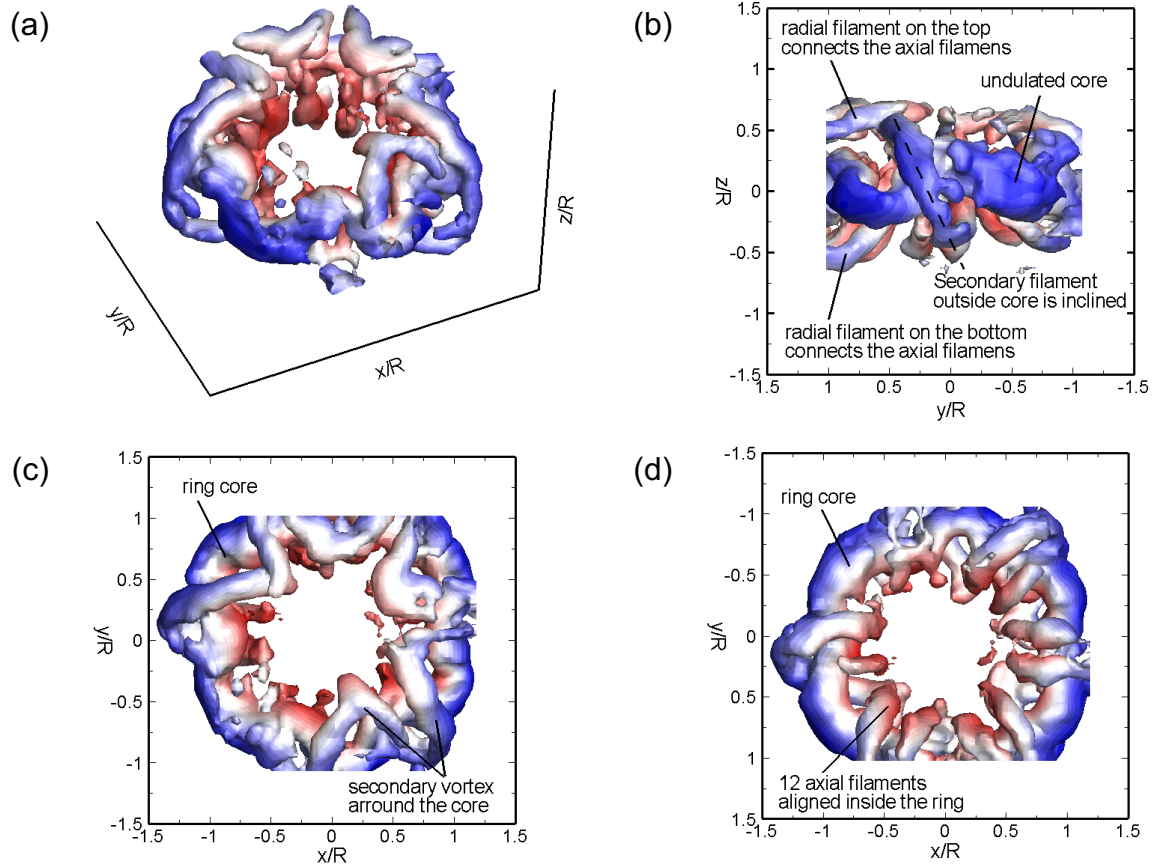 (a)
z/R
y/R
x/R
(b)
radial filament on the top
connects the axial filamens
undulated core
1.5
1
0.5
0
-0.5
-1
-1.5
z/R
Secondary filament
outside core is inclined
radial filament on the bottom
connects the axial filamens
1.5
1
0.5
0
-0.5
-1
-1.5
y/R
(c)
ring core
1.5
1
0.5
0
-0.5
-1
-1.5
y/R
secondary vortex
arround the core
-1.5
-1
-0.5
0
0.5
1
1.5
x/R
(d)
ring core
-1.5
-1
-0.5
0
0.5
1
1.5
y/R
12 axial filaments
aligned inside the ring
-1.5
-1
-0.5
0
0.5
1
1.5
x/R